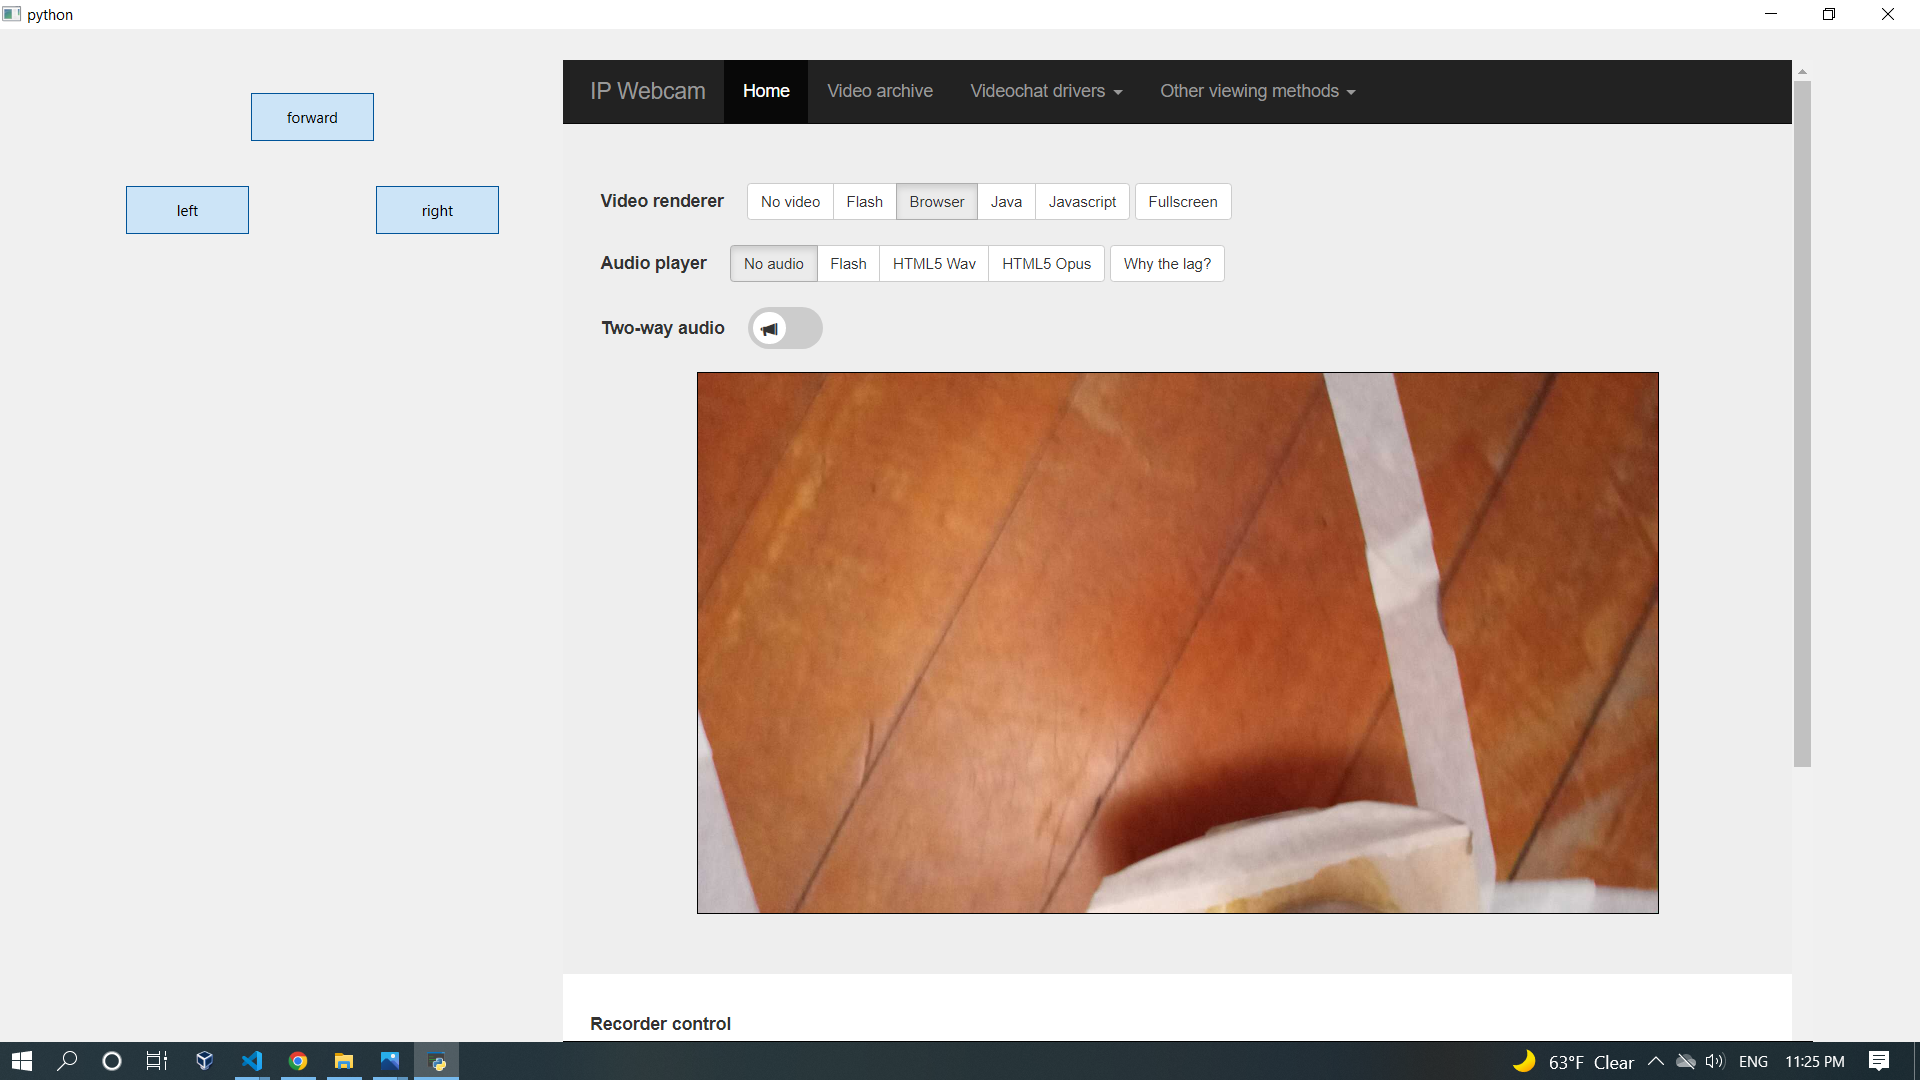 python
forward
left right
IP Webcam Home Video archive Videochat drivers Other viewing methods
Video renderer No video Flash Browser Java Javascript Fullscreen
Audio player No audio Flash HTML5 Wav HTML5 Opus Why the lag?
Two-way audio
Recorder control
63°F Clear ENG 11:25 PM